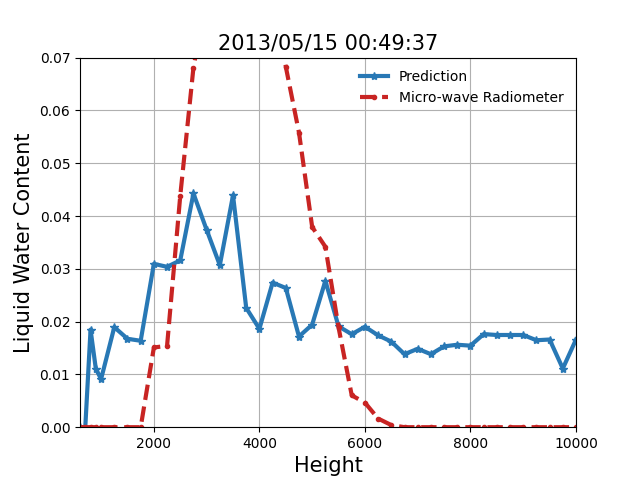 2013/05/15 00:49:37
0.07
0.06
0.05
0.04
0.03
0.02
0.01
0.00
Liquid Water Content
Prediction
Micro-wave Radiometer
2000 4000 6000 8000 10000
Height